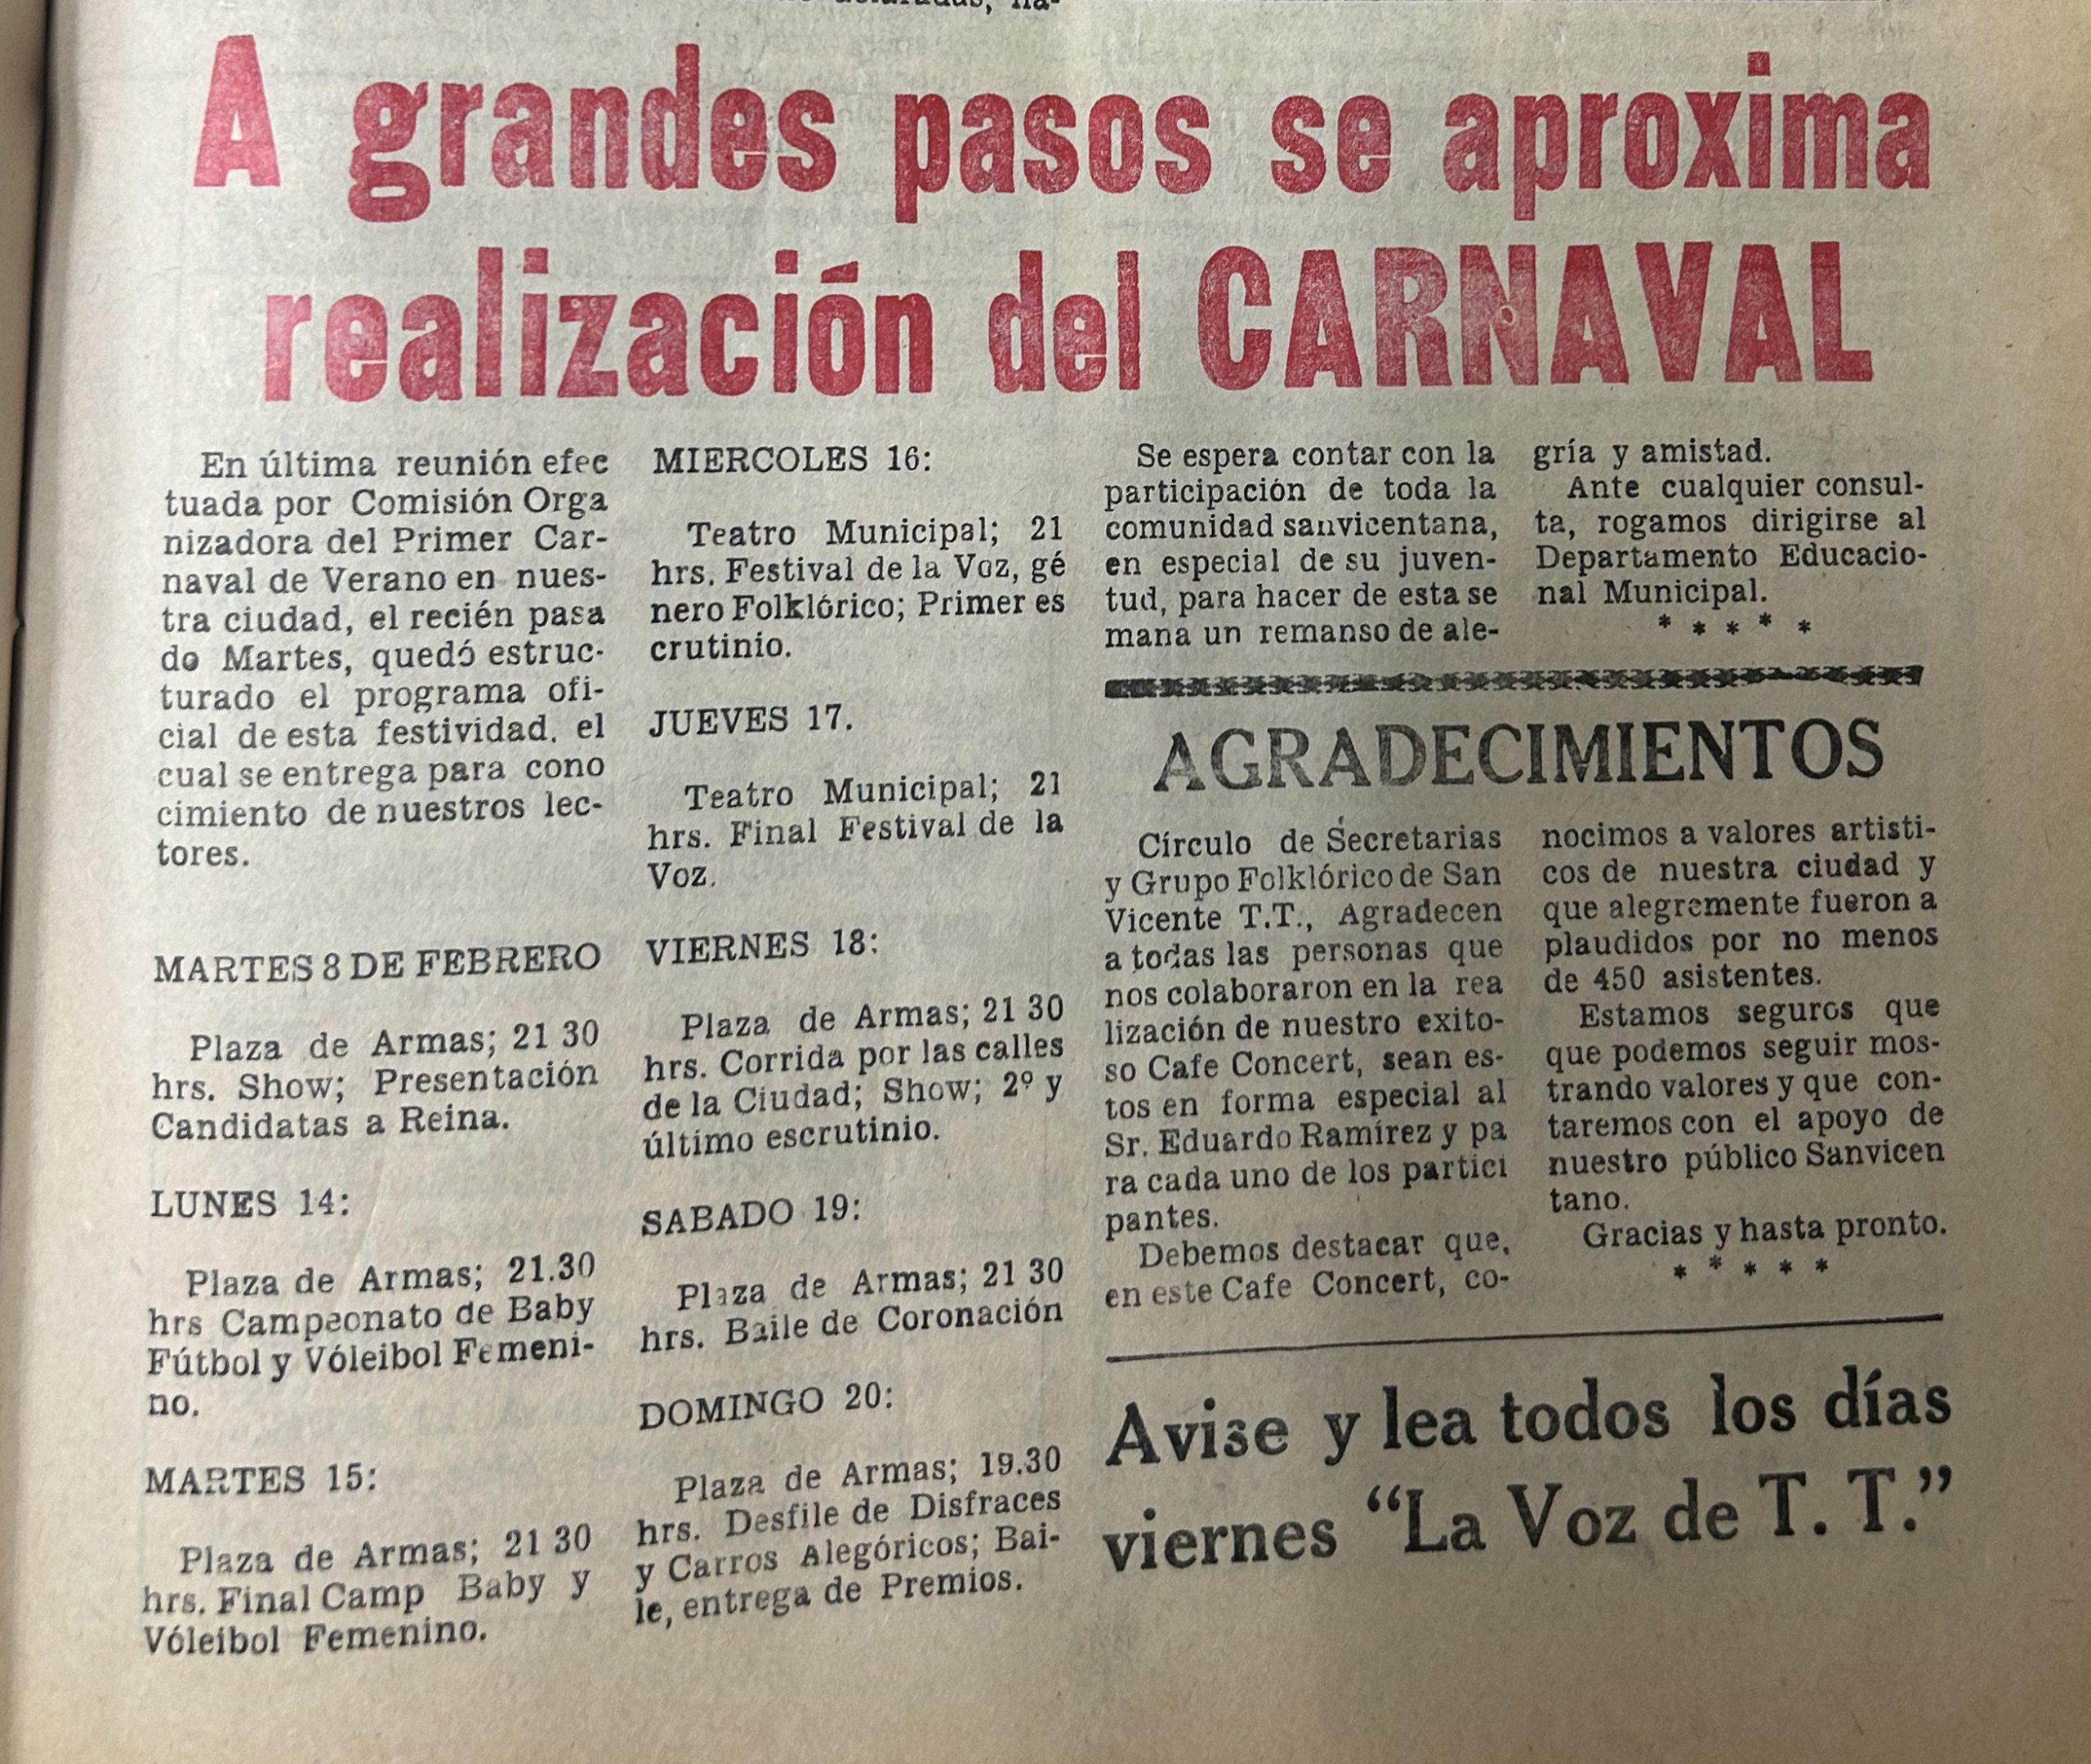 A grandes pasos se aproxima
realización del CARNAVAL
En última reunión efec
tuada por Comisión Orga
nizadora del Primer Car-
naval de Verano en nues-
tra ciudad, el recién pasa
do Martes, quedó estruc-
turado el programa ofi-
cial de esta festividad. el
cual se entrega para cono
cimiento de nuestros lec-
tores.
MARTES 8 DE FEBRERO
Plaza de Armas; 21 30
hrs. Show; Presentación
Candidatas a Reina.
LUNES 14:
Plaza de Armas; 21.30
hrs Campeonato de Baby
Fútbol y Vóleibol Femeni-
no.
MARTES 15:
Plaza de Armas; 21 30
hrs. Final Camp Baby y
Vóleibol Femenino.
MIERCOLES 16:
Teatro Municipal; 21
hrs. Festival de la Voz, gé
nero Folklórico; Primer es
crutinio.
JUEVES 17.
Teatro Municipal; 21
hrs. Final Festival de la
Voz.
VIERNES 18:
Plaza de Armas; 21 30
hrs. Corrida por las calles
de la Ciudad; Show; 2º y
último escrutinio.
SABADO 19:
Plaza de Armas; 21 30
hrs. Baile de Coronación
DOMINGO 20:
Plaza de Armas; 19.30
hrs. Desfile de Disfraces
y Carros Alegóricos; Bai-
le, entrega de Premios.
Se espera contar con la
participación de toda la
comunidad sanvicentana,
en especial de su juven-
tud, para hacer de esta se
mana un remanso de ale-
gría y amistad.
Ante cualquier consul-
ta, rogamos dirigirse al
Departamento Educacio-
nal Municipal.
* * * * *
AGRADECIMIENTOS
Círculo de Secretarias
y Grupo Folklórico de San
Vicente T.T., Agradecen
a todas las personas que
nos colaboraron en la rea
lización de nuestro exito-
so Cafe Concert, sean es-
tos en forma especial al
Sr. Eduardo Ramírez y pa
ra cada uno de los partici
pantes.
Debemos destacar que,
en este Cafe Concert, co-
nocimos a valores artisti-
cos de nuestra ciudad y
que alegremente fueron a
plaudidos por no menos
de 450 asistentes.
Estamos seguros que
que podemos seguir mos-
trando valores y que con-
taremos con el apoyo de
nuestro público Sanvicen
tano.
Gracias y hasta pronto.
* * * * *
Avise y lea todos los días
viernes “La Voz de T. T.”